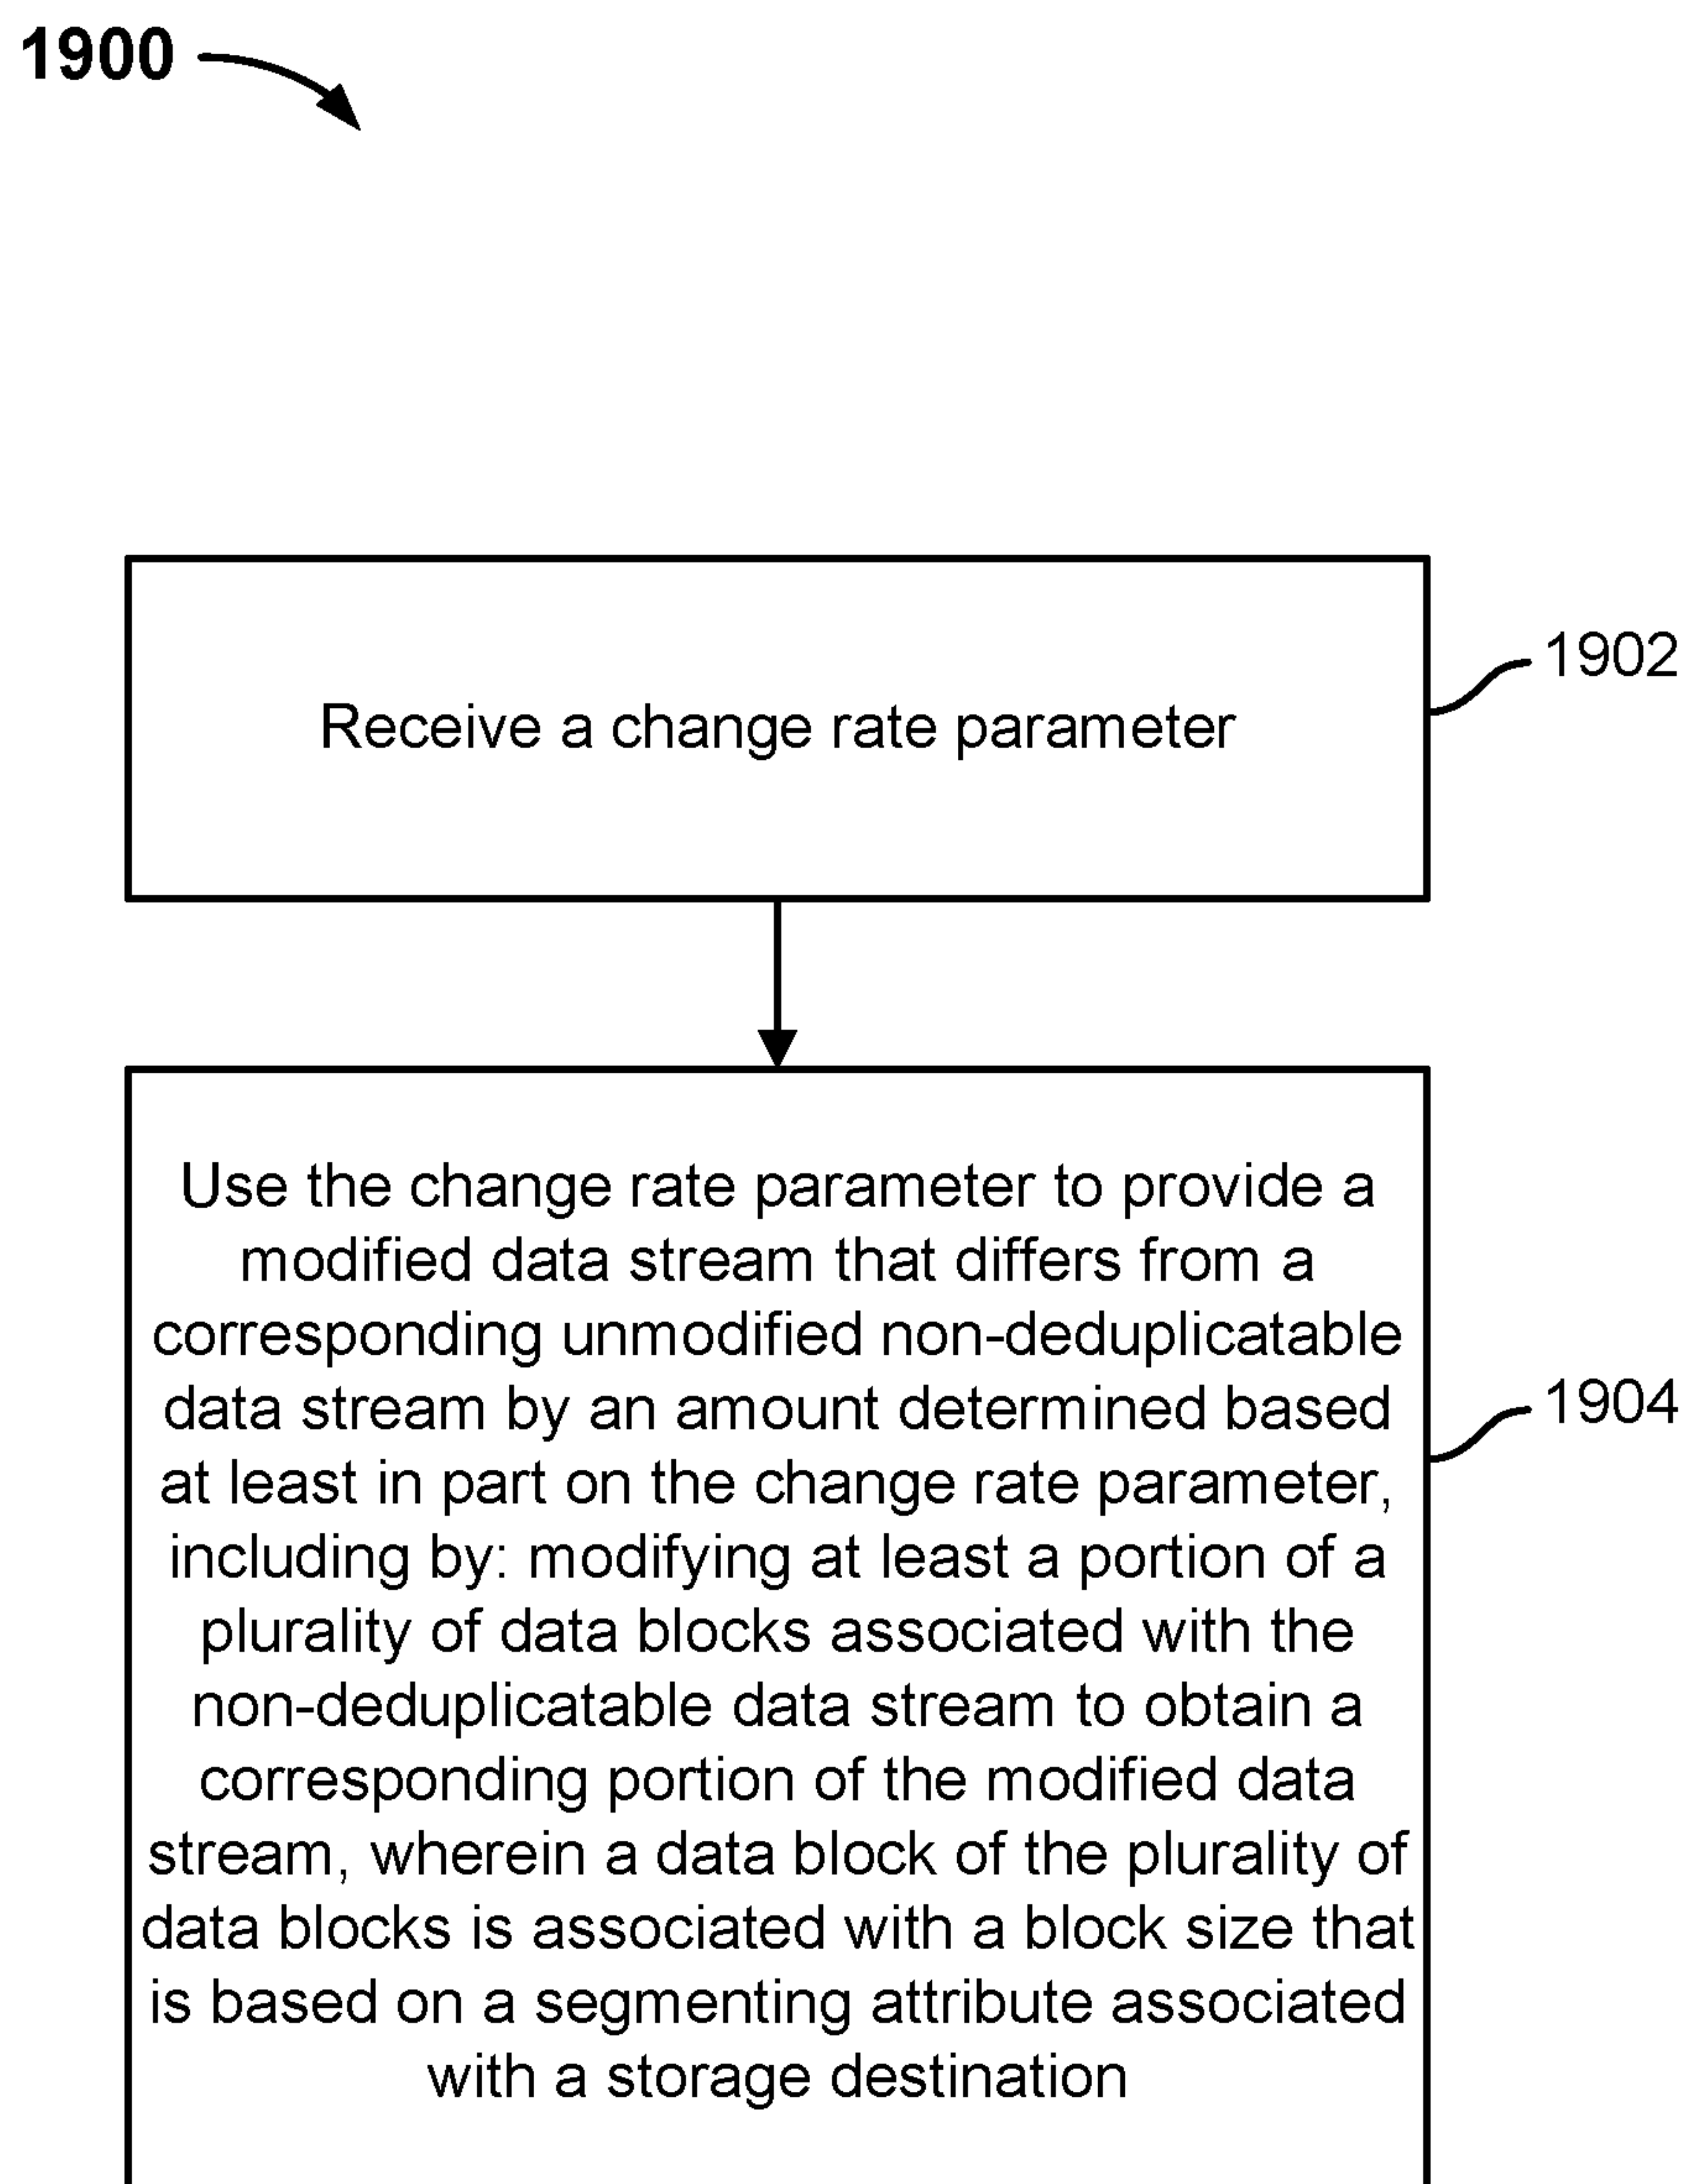 1900
Receive a change rate parameter
1902
Use the change rate parameter to provide a
modified data stream that differs from a
corresponding unmodified non-deduplicatable
data stream by an amount determined based
at least in part on the change rate parameter,
including by: modifying at least a portion of a
plurality of data blocks associated with the
non-deduplicatable data stream to obtain a
corresponding portion of the modified data
stream, wherein a data block of the plurality of
data blocks is associated with a block size that
is based on a segmenting attribute associated
with a storage destination
1904